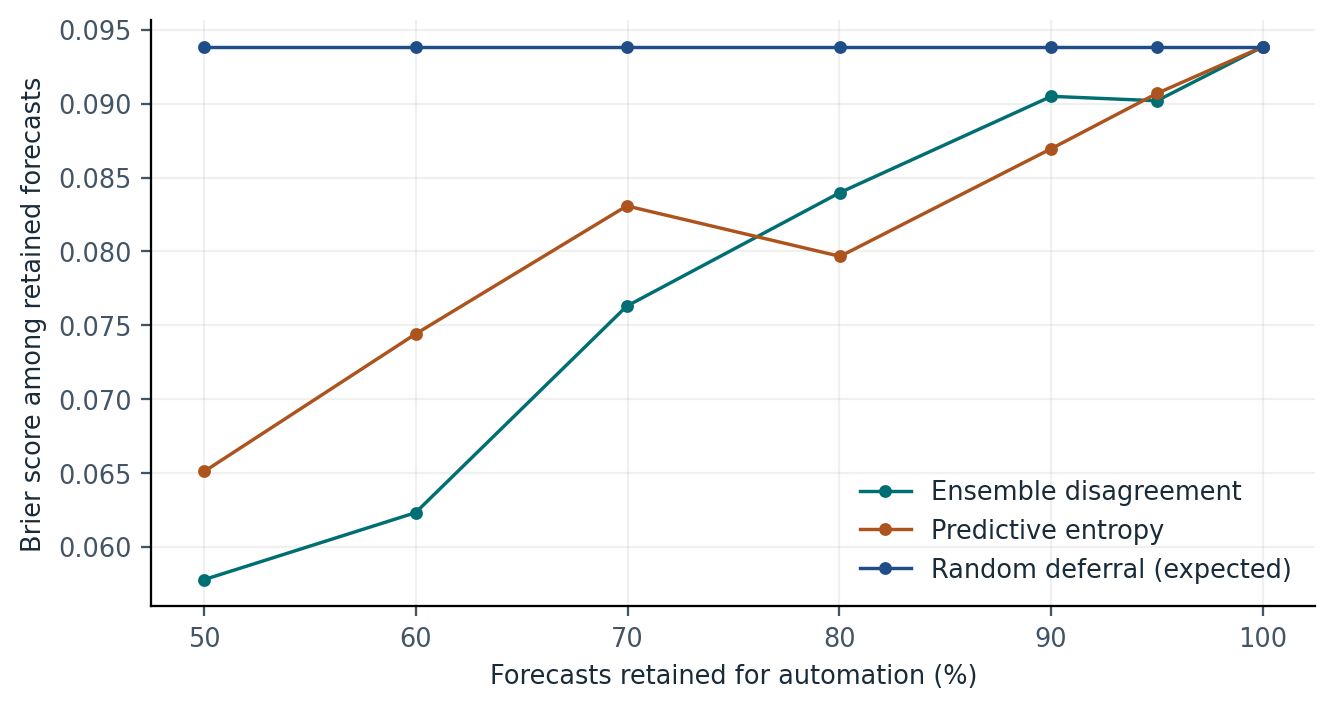 Brier score among retained forecasts
0.095
0.090
0.085
0.080
0.075
0.070
0.065
0.060
Ensemble disagreement
Predictive entropy
Random deferral (expected)
50 60 70 80 90 100
Forecasts retained for automation (%)